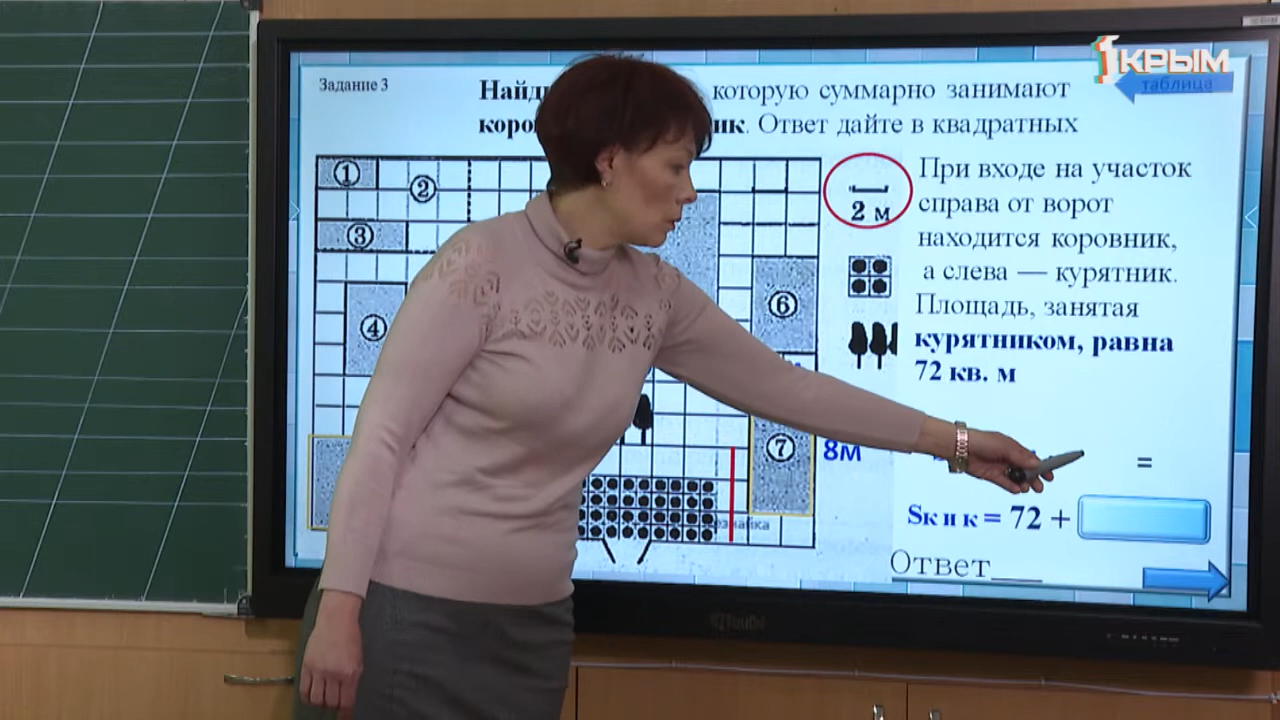 1КРЫМ
таблица
Задание 3
которую суммарно занимают
ник. Ответ дайте в квадратных
1
2
3
4
6
7
2 м
При входе на участок
справа от ворот
находится коровник,
а слева — курятник.
Площадь, занятая
курятником, равна
72 кв. м
8м
=
Sк и к = 72 +
Ответ___